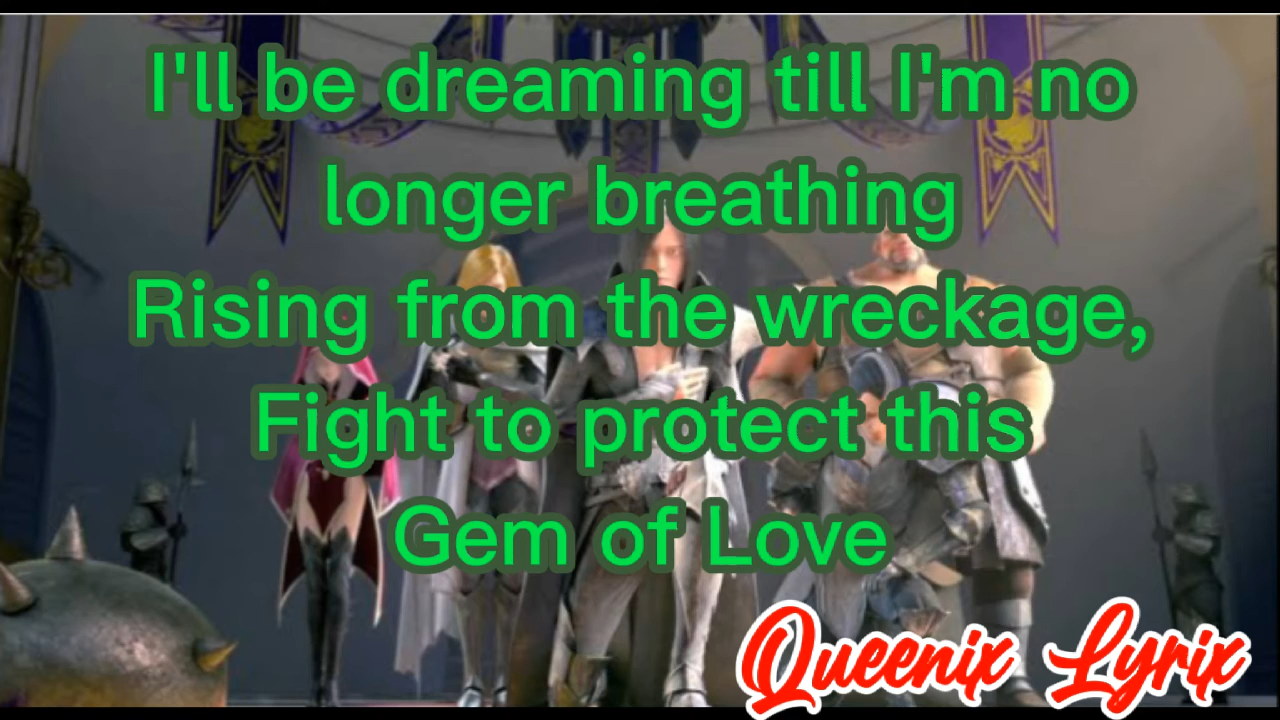 I'll be dreaming till I'm no
longer breathing
Rising from the wreckage,
Fight to protect this
Gem of Love
Queenix Lyrix